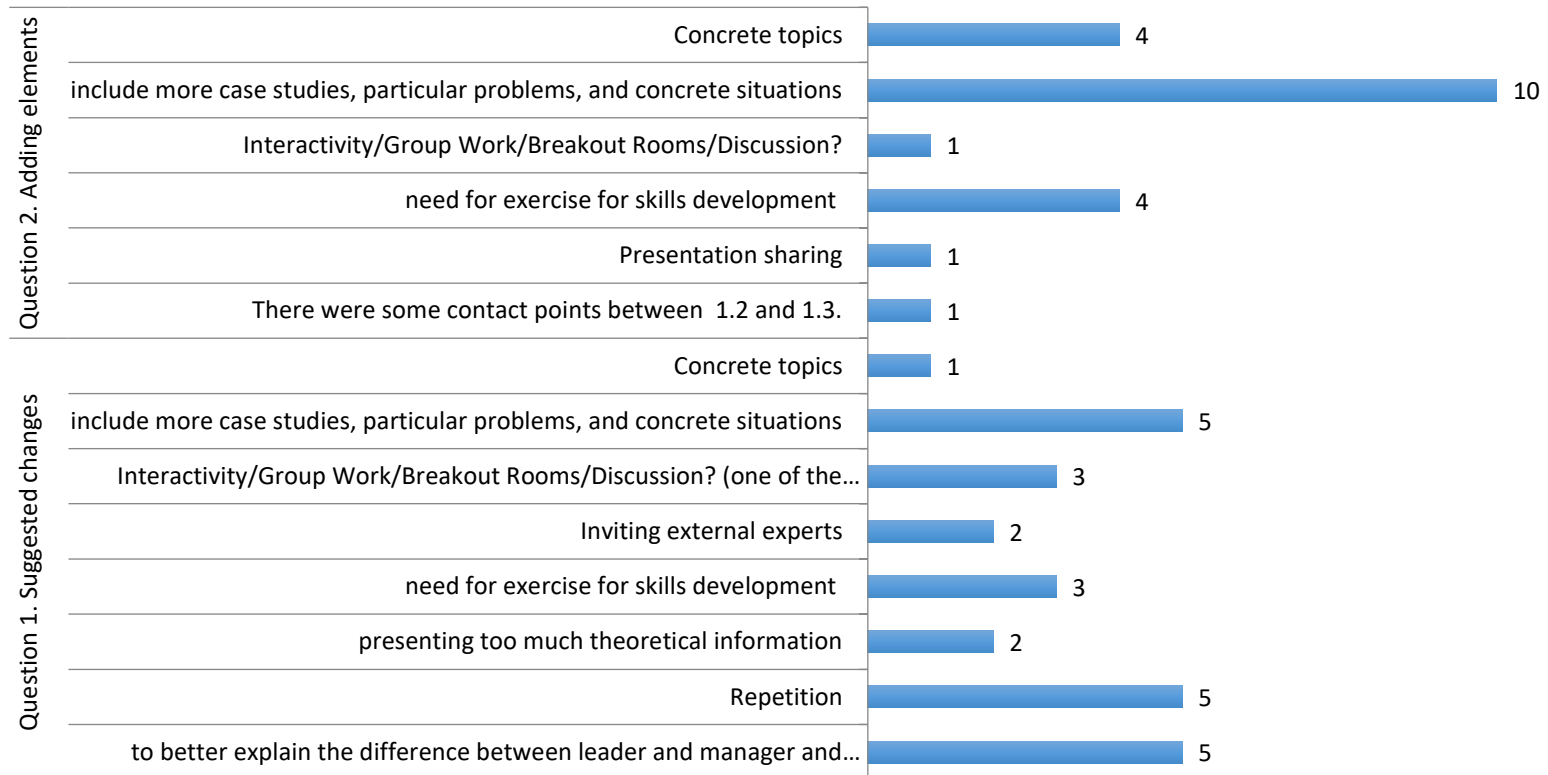 Question 2. Adding elements
Concrete topics 4
include more case studies, particular problems, and concrete situations 10
Interactivity/Group Work/Breakout Rooms/Discussion? 1
need for exercise for skills development 4
Presentation sharing 1
There were some contact points between 1.2 and 1.3. 1
Question 1. Suggested changes
Concrete topics 1
include more case studies, particular problems, and concrete situations 5
Interactivity/Group Work/Breakout Rooms/Discussion? (one of the… 3
Inviting external experts 2
need for exercise for skills development 3
presenting too much theoretical information 2
Repetition 5
to better explain the difference between leader and manager and… 5